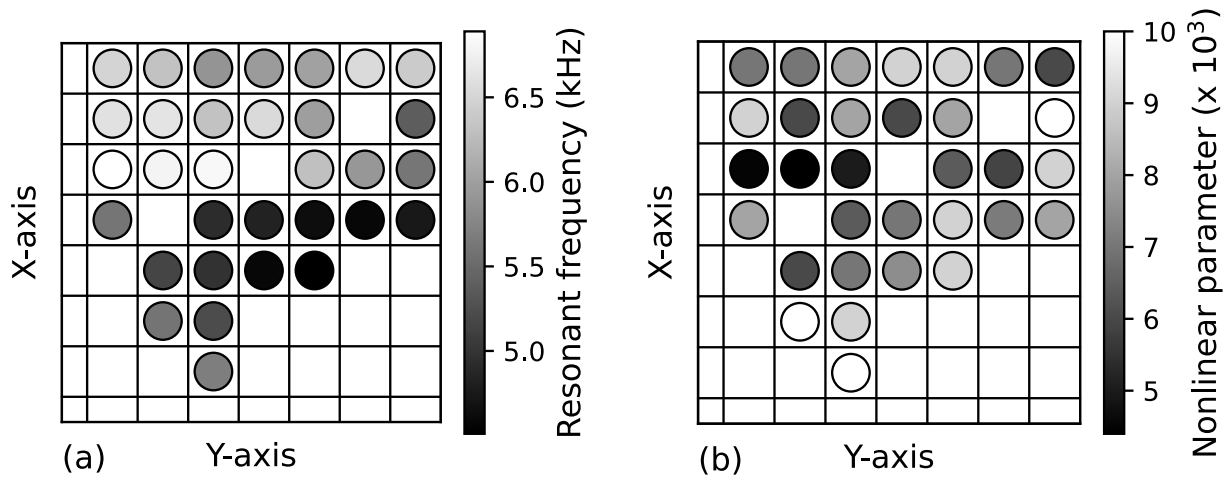 X-axis
(a)
Y-axis
6.5
6.0
5.5
5.0
Resonant frequency (kHz)
X-axis
(b)
Y-axis
10
9
8
7
6
5
Nonlinear parameter (x 10³)